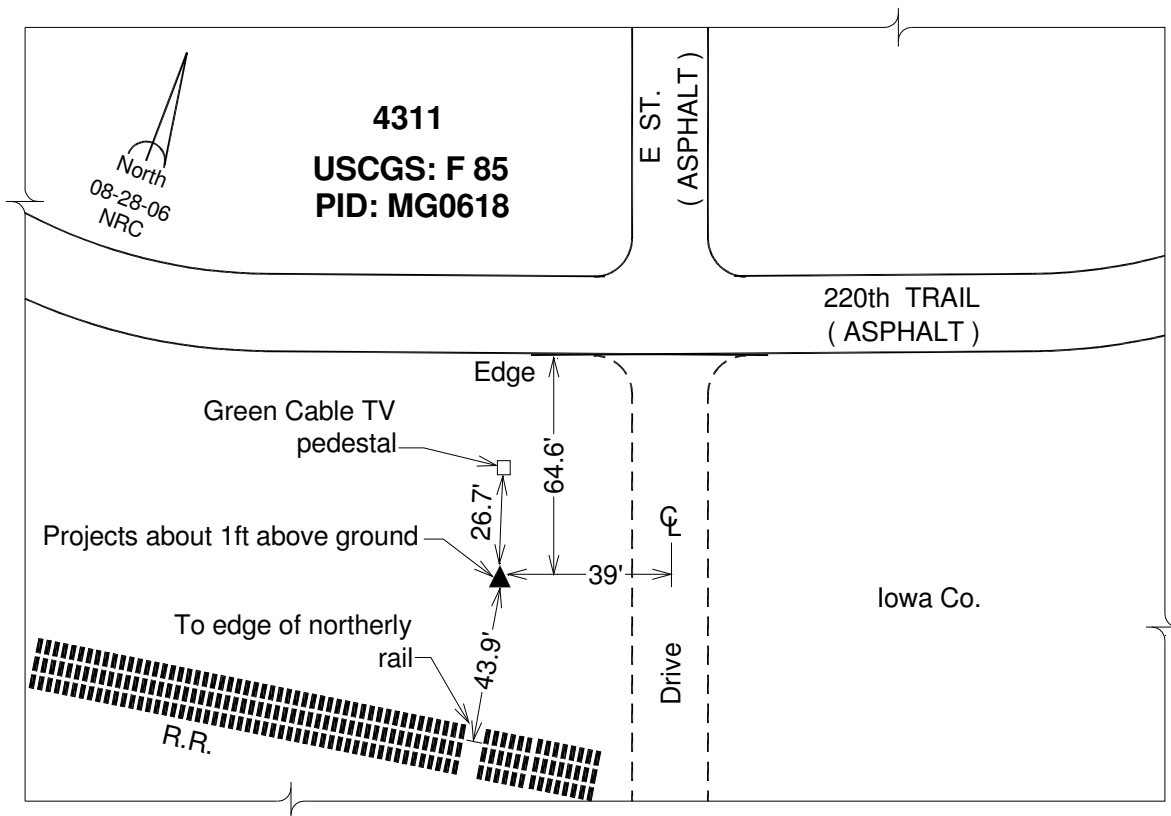 4311
USCGS: F 85
PID: MG0618
North
08-28-06
NRC
E ST.
( ASPHALT )
220th TRAIL
( ASPHALT )
Edge
Green Cable TV
pedestal
64.6'
26.7'
Projects about 1ft above ground
℄
39'
Iowa Co.
To edge of northerly
rail
43.9'
Drive
R.R.